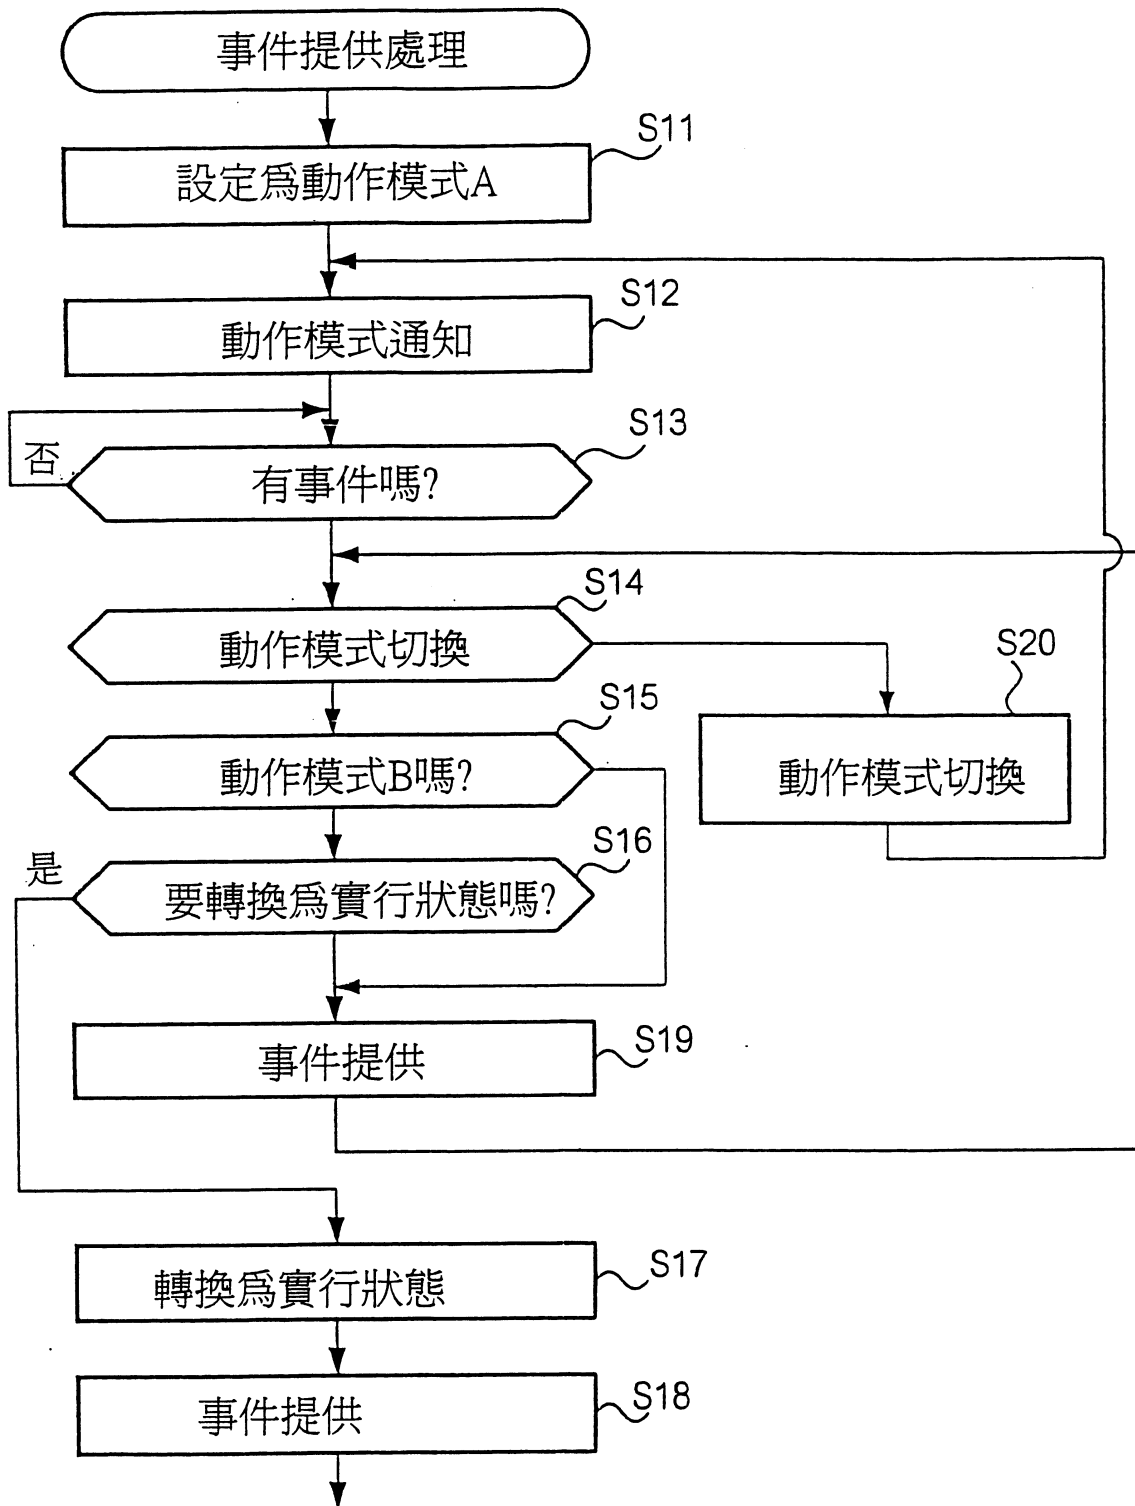 事件提供處理
S11
設定爲動作模式A
S12
動作模式通知
S13
否
有事件嗎?
S14
動作模式切換
S20
動作模式切換
S15
動作模式B嗎?
S16
是
要轉換爲實行狀態嗎?
S19
事件提供
S17
轉換爲實行狀態
S18
事件提供